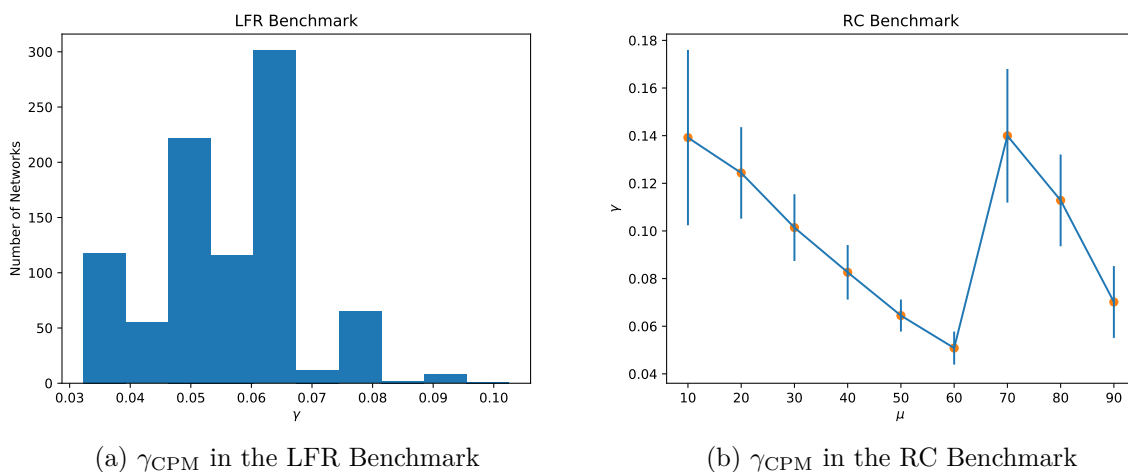 LFR Benchmark
300
250
200
150
100
50
0
Number of Networks
0.03 0.04 0.05 0.06 0.07 0.08 0.09 0.10
γ
(a) γCPM in the LFR Benchmark
RC Benchmark
0.18
0.16
0.14
0.12
0.10
0.08
0.06
0.04
γ
10 20 30 40 50 60 70 80 90
μ
(b) γCPM in the RC Benchmark